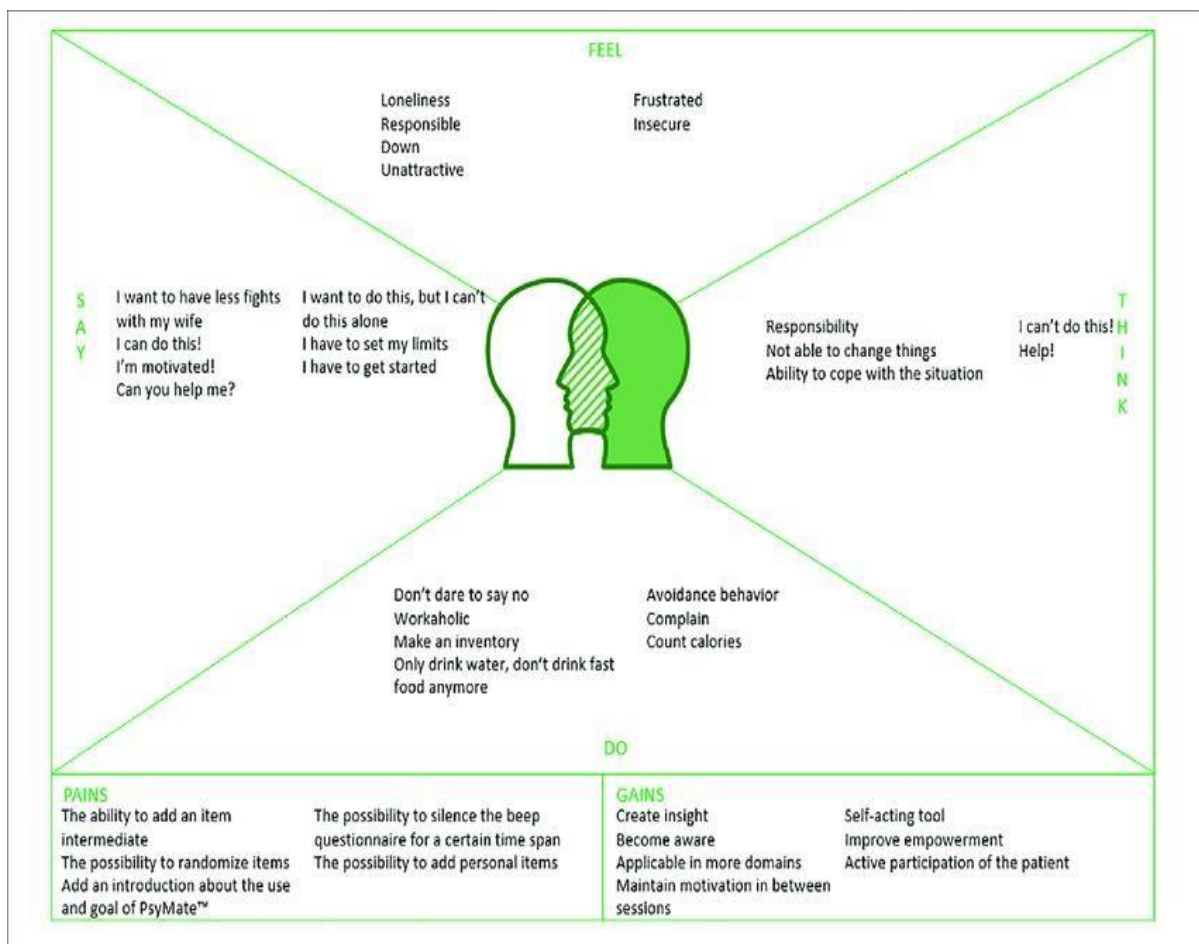 FEEL
Loneliness
Responsible
Down
Unattractive
Frustrated
Insecure
SAY
I want to have less fights
with my wife
I can do this!
I'm motivated!
Can you help me?
I want to do this, but I can't
do this alone
I have to set my limits
I have to get started
Responsibility
Not able to change things
Ability to cope with the situation
I can't do this!
Help!
THINK
Don't dare to say no
Workaholic
Make an inventory
Only drink water, don't drink fast
food anymore
Avoidance behavior
Complain
Count calories
DO
PAINS
The ability to add an item
intermediate
The possibility to randomize items
Add an introduction about the use
and goal of PsyMate™
The possibility to silence the beep
questionnaire for a certain time span
The possibility to add personal items
GAINS
Create insight
Become aware
Applicable in more domains
Maintain motivation in between
sessions
Self-acting tool
Improve empowerment
Active participation of the patient